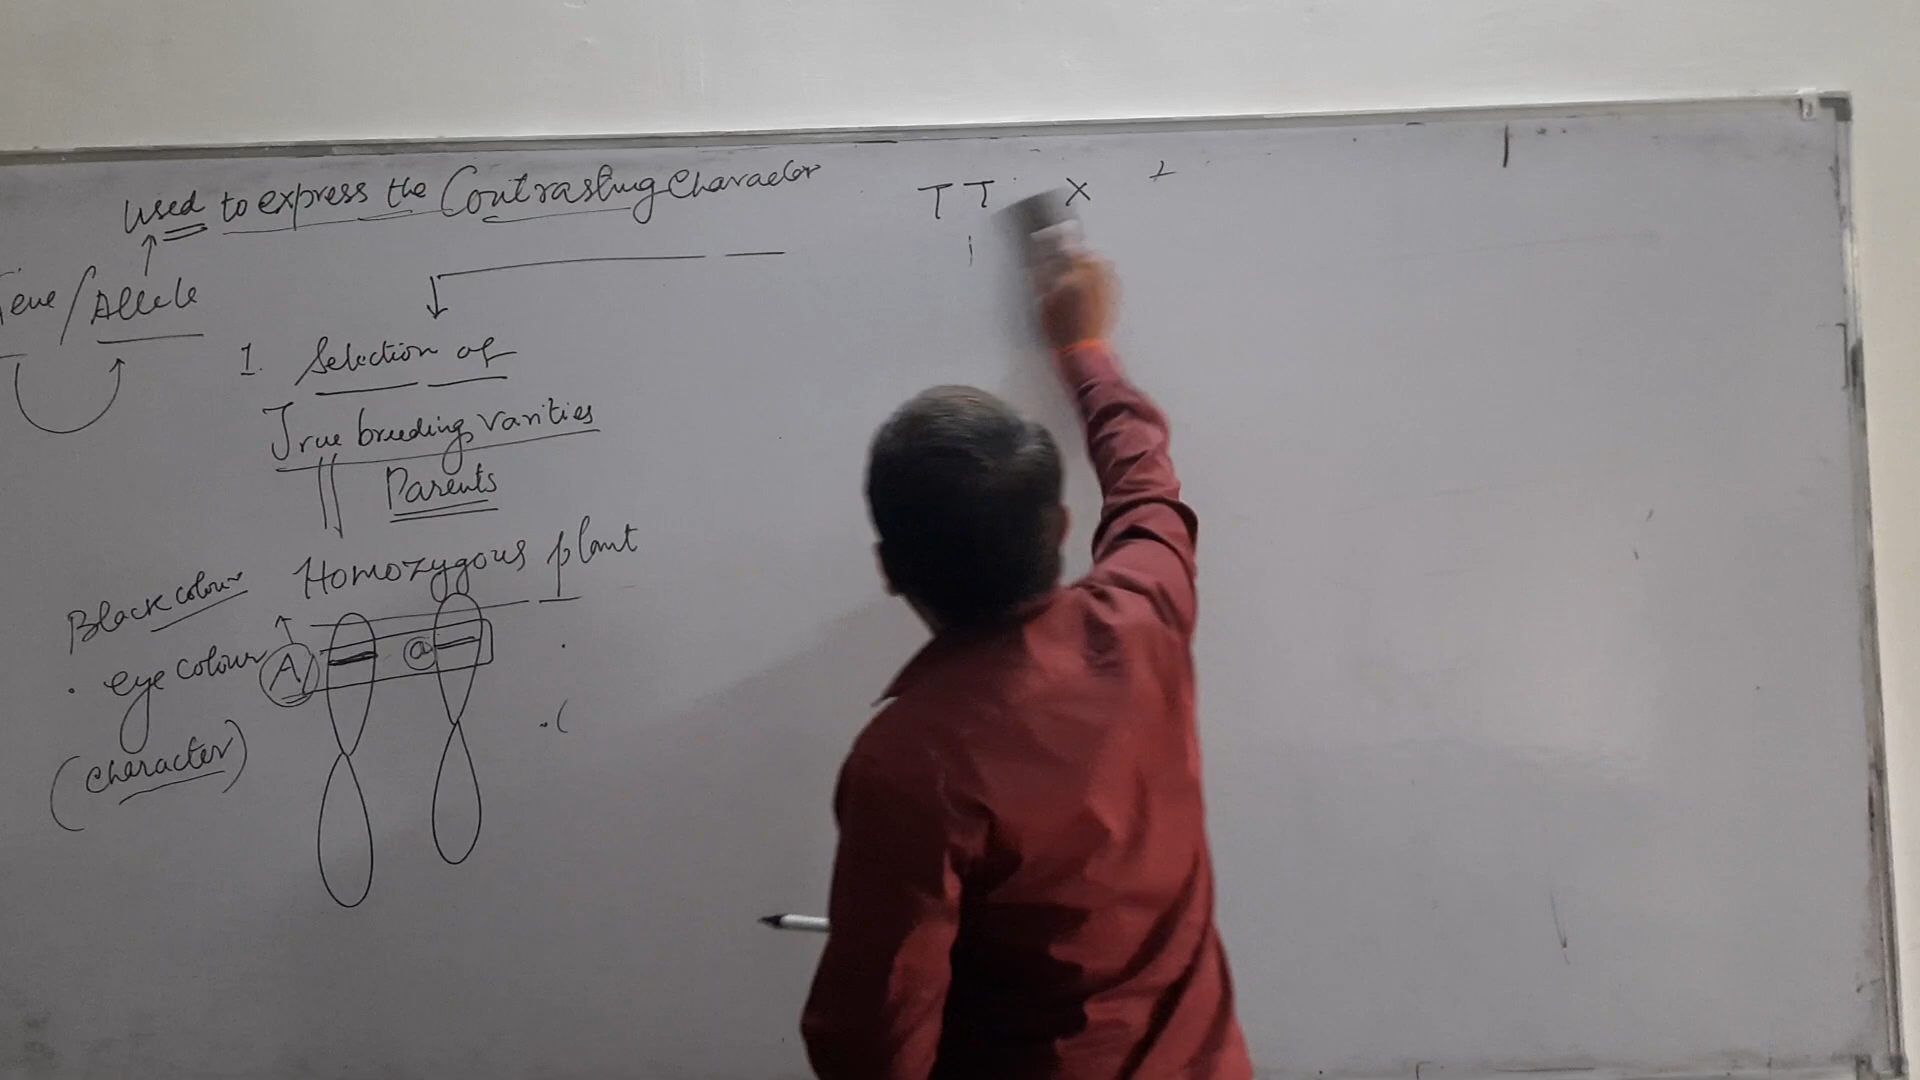 used to express the Contrasting Character
TT X
/ Allele
1. Selection of
True breeding varities
Parents
Homozygous plant
Black colour
eye colour
A a
(character)